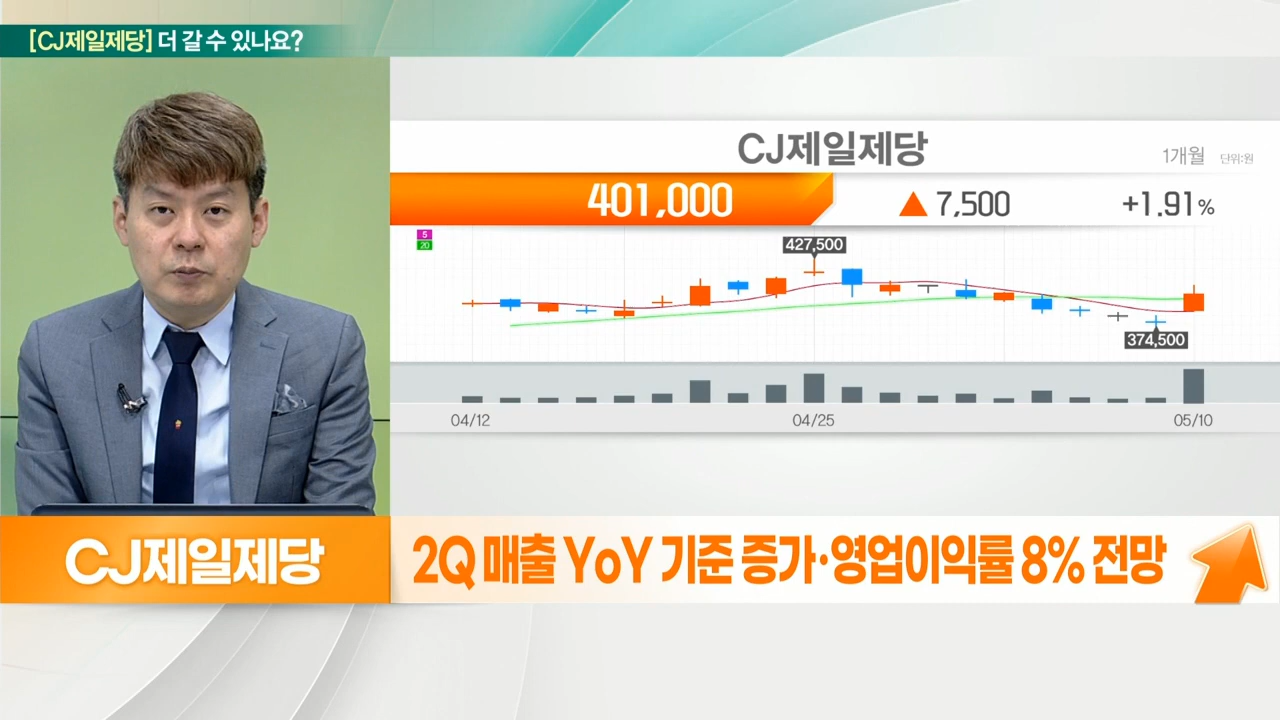 [CJ제일제당] 더 갈 수 있나요?
CJ제일제당
1개월 단위:원
401,000 ▲ 7,500 +1.91%
5
20
427,500
374,500
04/12 04/25 05/10
CJ제일제당
2Q 매출 YoY 기준 증가·영업이익률 8% 전망